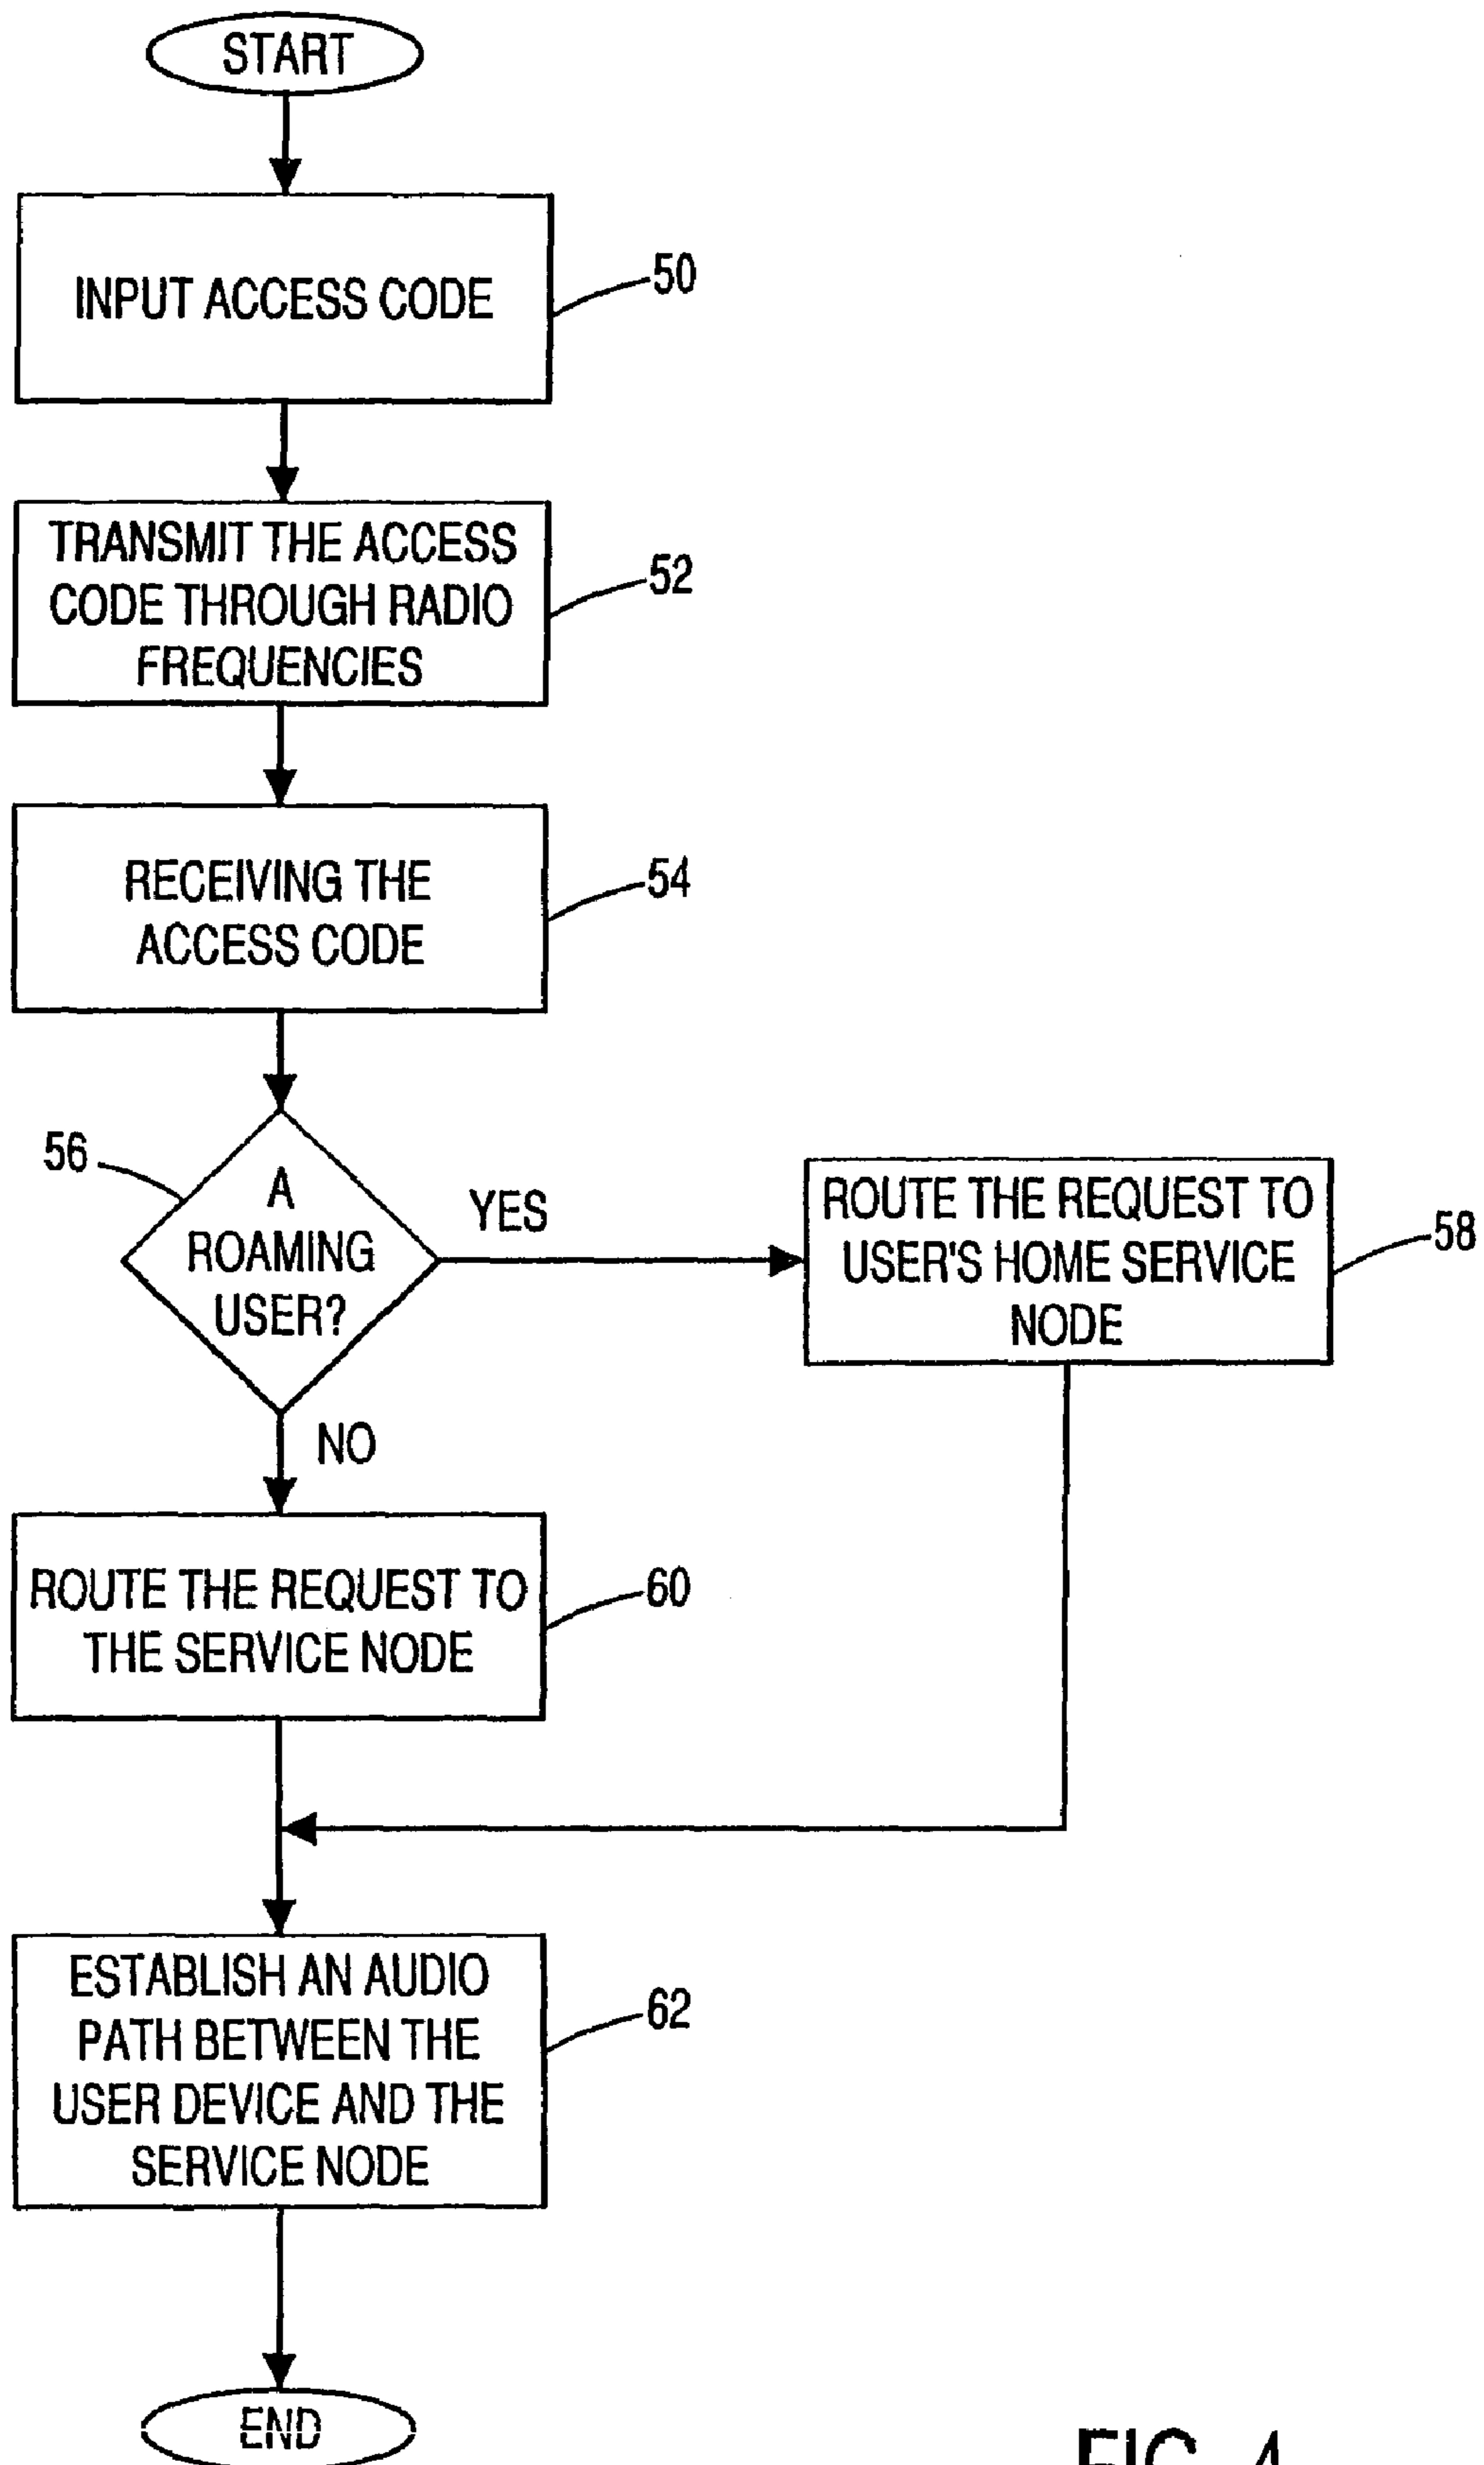 START
INPUT ACCESS CODE
50
TRANSMIT THE ACCESS
CODE THROUGH RADIO
FREQUENCIES
52
RECEIVING THE
ACCESS CODE
54
56
A
ROAMING
USER?
YES
ROUTE THE REQUEST TO
USER'S HOME SERVICE
NODE
58
NO
ROUTE THE REQUEST TO
THE SERVICE NODE
60
ESTABLISH AN AUDIO
PATH BETWEEN THE
USER DEVICE AND THE
SERVICE NODE
62
END
FIG. 4